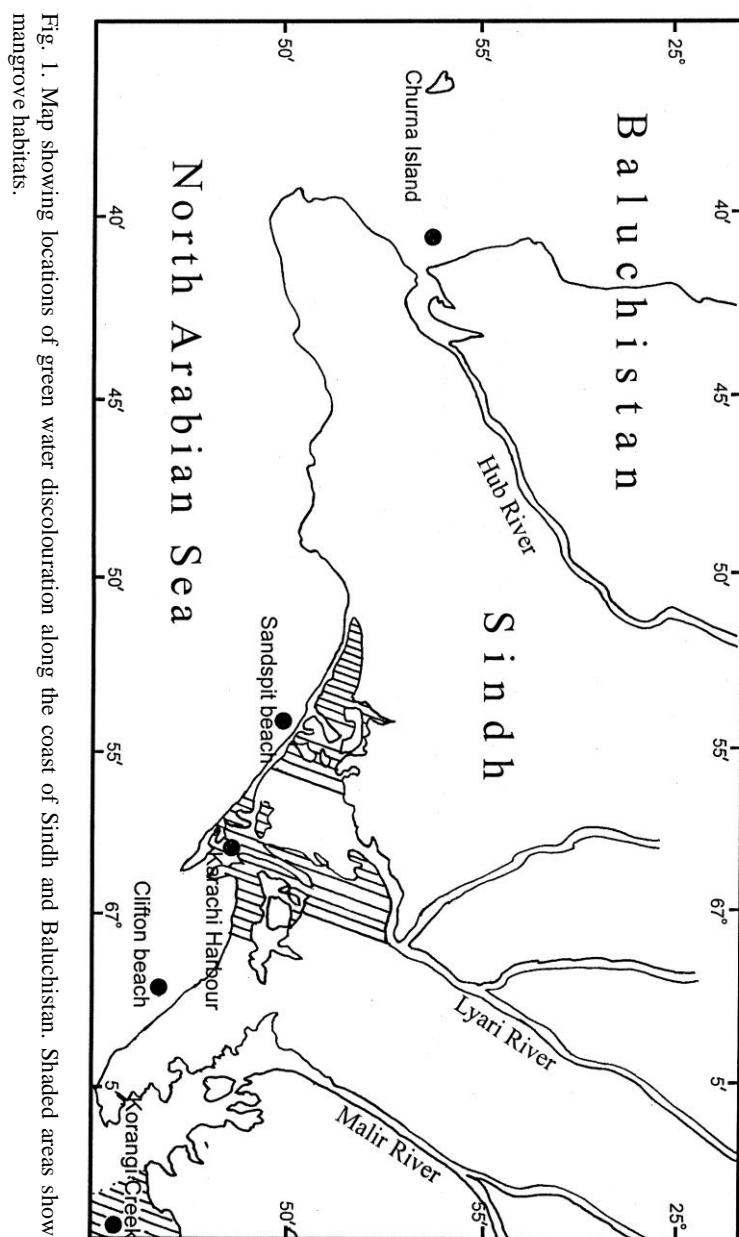 40′ 45′ 50′ 55′ 67° 5′
25° 25°
Baluchistan
Sindh
Hub River
Lyari River
Malir River
55′ 55′
Churna Island
50′ 50′
Sandspit beach
Karachi Harbour
Clifton beach
Korangi Creek
North Arabian Sea
40′ 45′ 50′ 55′ 67° 5′
Fig. 1. Map showing locations of green water discolouration along the coast of Sindh and Baluchistan. Shaded areas show
mangrove habitats.